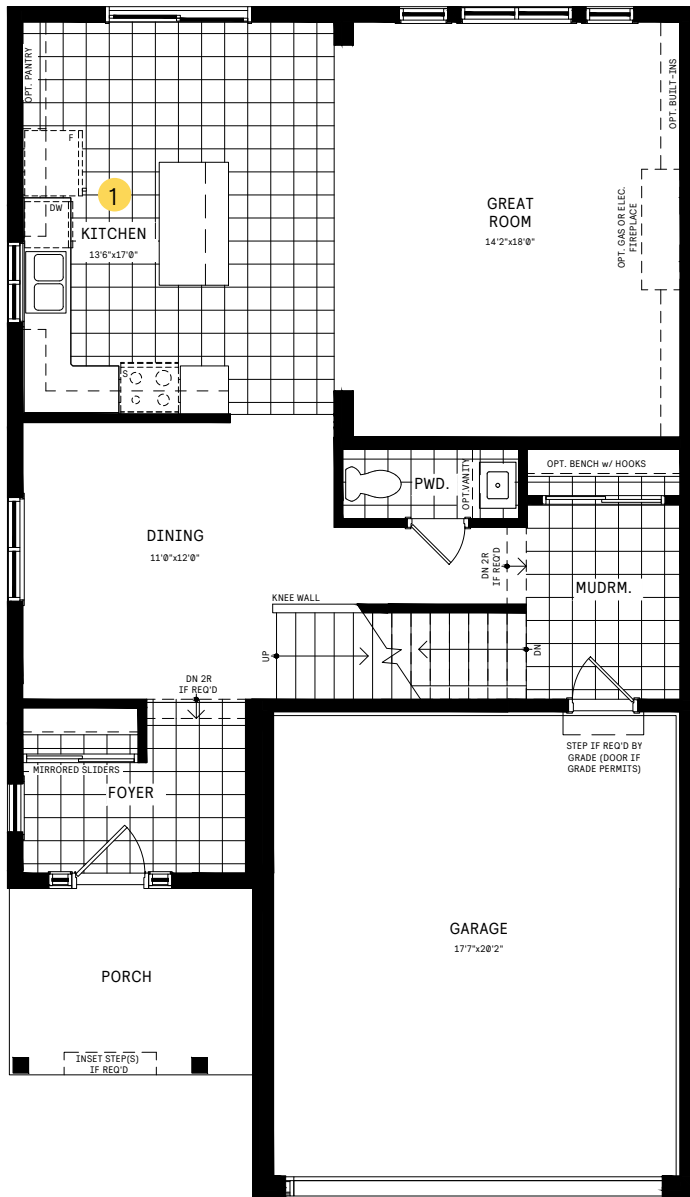 OPT. PANTRY
F
F
1
DW
KITCHEN
13'6"x17'0"
S
GREAT
ROOM
14'2"x18'0"
OPT. BUILT-INS
OPT. GAS OR ELEC.
FIREPLACE
PWD.
OPT.VANITY
OPT. BENCH w/ HOOKS
DINING
11'0"x12'0"
DN 2R
IF REQ'D
MUDRM.
KNEE WALL
UP
DN
DN 2R
IF REQ'D
MIRRORED SLIDERS
FOYER
STEP IF REQ'D BY
GRADE (DOOR IF
GRADE PERMITS)
GARAGE
17'7"x20'2"
PORCH
INSET STEP(S)
IF REQ'D